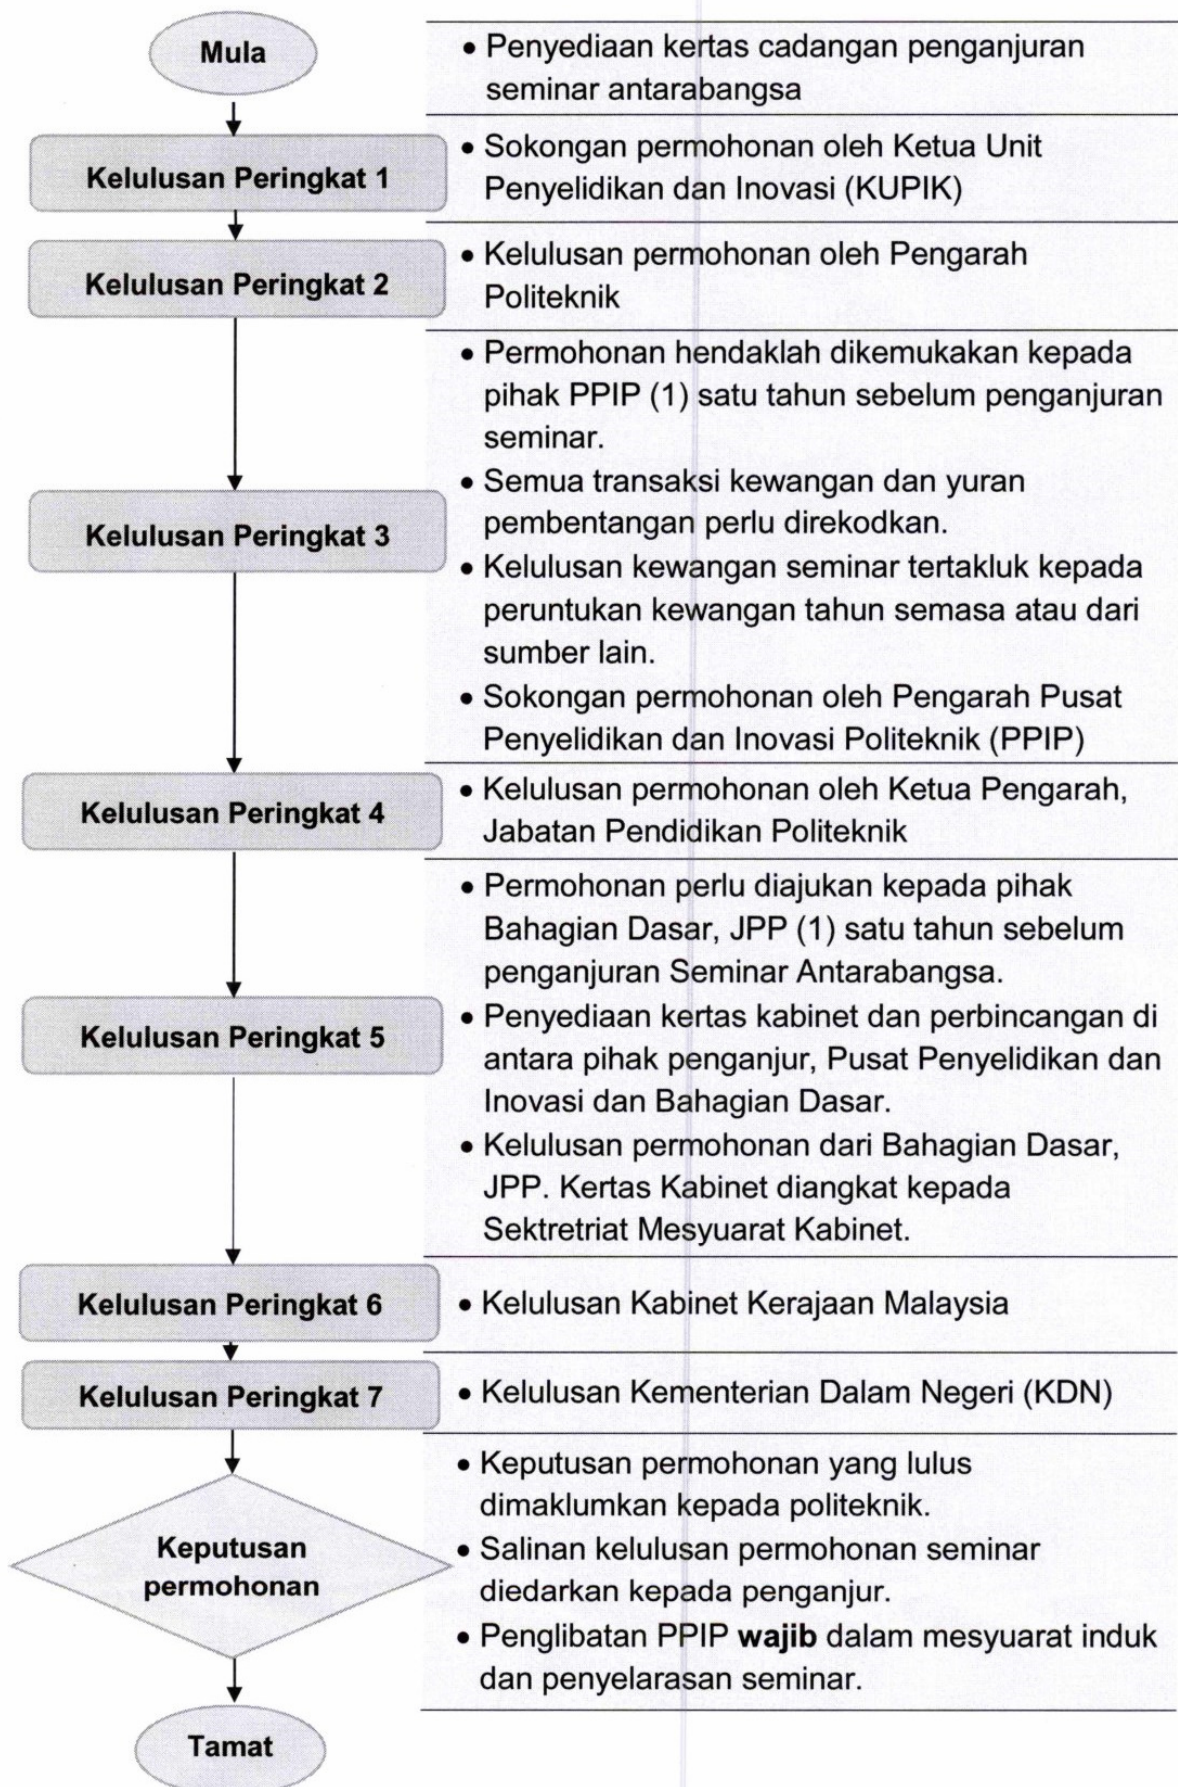 Mula
• Penyediaan kertas cadangan penganjuran
seminar antarabangsa
Kelulusan Peringkat 1
• Sokongan permohonan oleh Ketua Unit
Penyelidikan dan Inovasi (KUPIK)
Kelulusan Peringkat 2
• Kelulusan permohonan oleh Pengarah
Politeknik
Kelulusan Peringkat 3
• Permohonan hendaklah dikemukakan kepada
pihak PPIP (1) satu tahun sebelum penganjuran
seminar.
• Semua transaksi kewangan dan yuran
pembentangan perlu direkodkan.
• Kelulusan kewangan seminar tertakluk kepada
peruntukan kewangan tahun semasa atau dari
sumber lain.
• Sokongan permohonan oleh Pengarah Pusat
Penyelidikan dan Inovasi Politeknik (PPIP)
Kelulusan Peringkat 4
• Kelulusan permohonan oleh Ketua Pengarah,
Jabatan Pendidikan Politeknik
Kelulusan Peringkat 5
• Permohonan perlu diajukan kepada pihak
Bahagian Dasar, JPP (1) satu tahun sebelum
penganjuran Seminar Antarabangsa.
• Penyediaan kertas kabinet dan perbincangan di
antara pihak penganjur, Pusat Penyelidikan dan
Inovasi dan Bahagian Dasar.
• Kelulusan permohonan dari Bahagian Dasar,
JPP. Kertas Kabinet diangkat kepada
Sektretriat Mesyuarat Kabinet.
Kelulusan Peringkat 6
• Kelulusan Kabinet Kerajaan Malaysia
Kelulusan Peringkat 7
• Kelulusan Kementerian Dalam Negeri (KDN)
Keputusan
permohonan
• Keputusan permohonan yang lulus
dimaklumkan kepada politeknik.
• Salinan kelulusan permohonan seminar
diedarkan kepada penganjur.
• Penglibatan PPIP wajib dalam mesyuarat induk
dan penyelarasan seminar.
Tamat